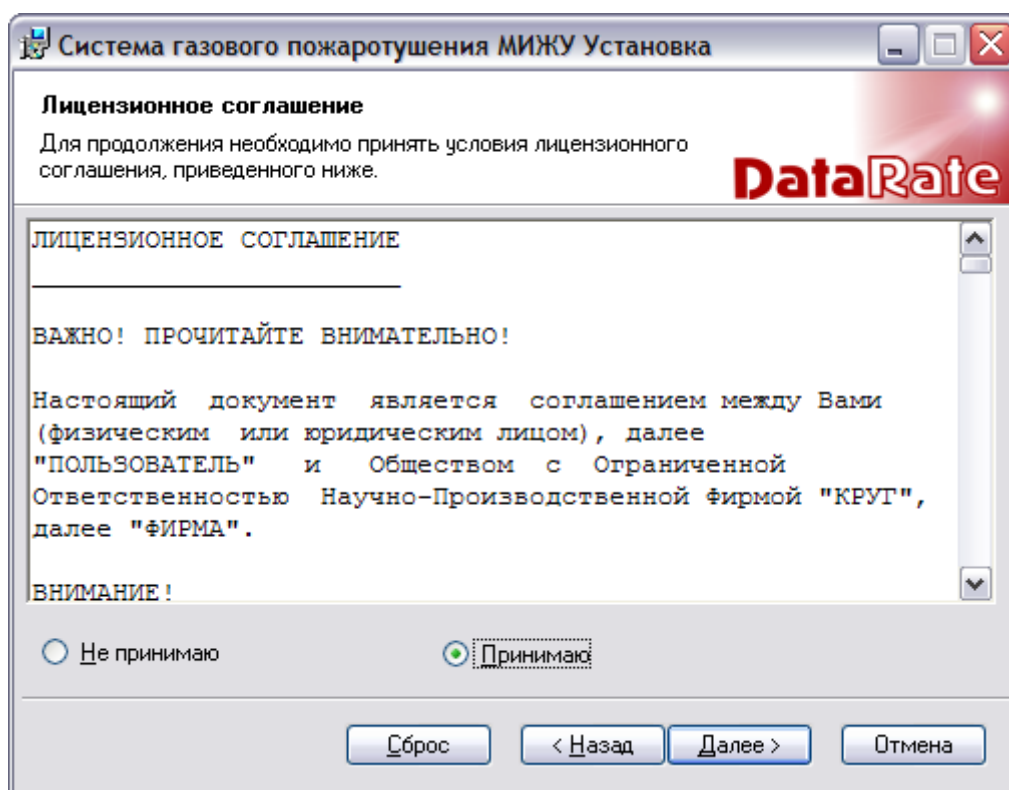 Система газового пожаротушения МИЖУ Установка
Лицензионное соглашение
Для продолжения необходимо принять условия лицензионного
соглашения, приведенного ниже.
DataRate
ЛИЦЕНЗИОННОЕ СОГЛАШЕНИЕ
_______________________
ВАЖНО! ПРОЧИТАЙТЕ ВНИМАТЕЛЬНО!
Настоящий документ является соглашением между Вами
(физическим или юридическим лицом), далее
"ПОЛЬЗОВАТЕЛЬ" и Обществом с Ограниченной
Ответственностью Научно-Производственной Фирмой "КРУГ",
далее "ФИРМА".
ВНИМАНИЕ!
Не принимаю
Принимаю
Сброс
< Назад
Далее >
Отмена